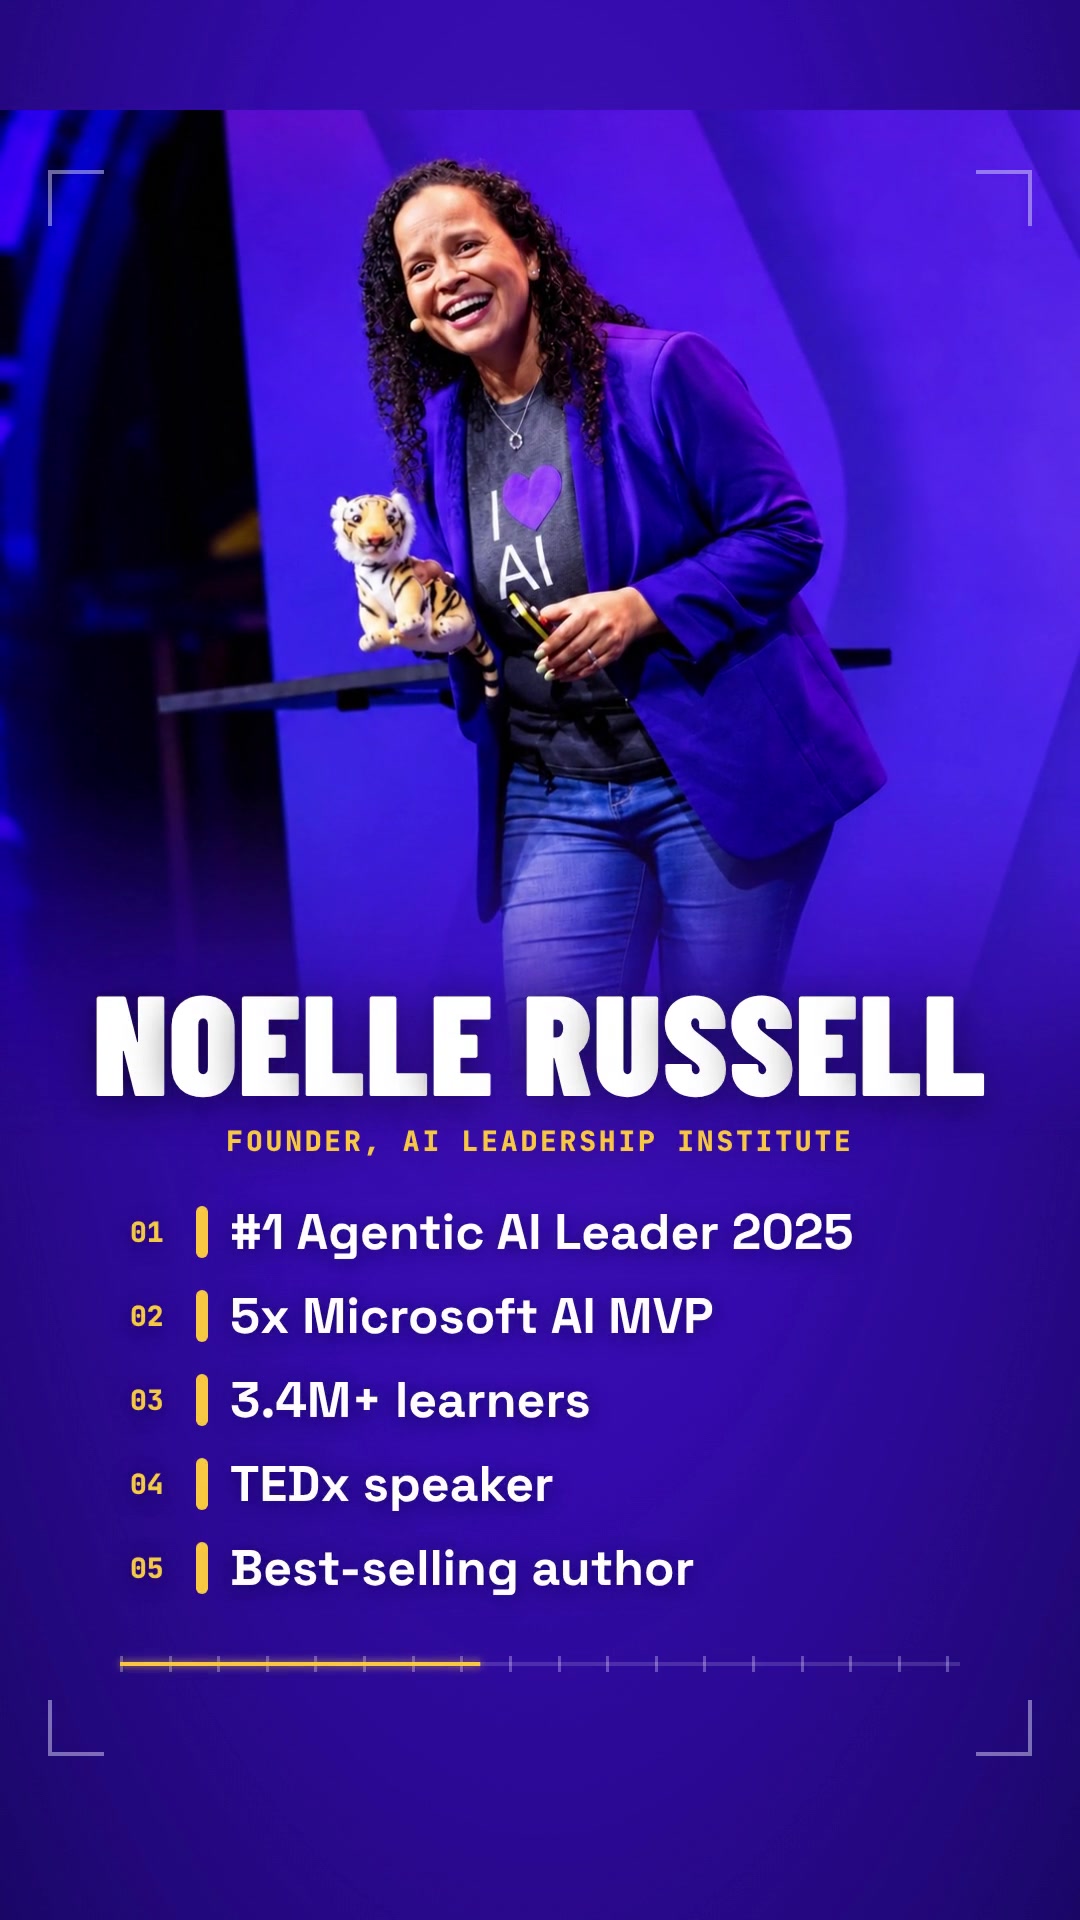 I 💜
AI
NOELLE RUSSELL
FOUNDER, AI LEADERSHIP INSTITUTE
01 #1 Agentic AI Leader 2025
02 5x Microsoft AI MVP
03 3.4M+ learners
04 TEDx speaker
05 Best-selling author